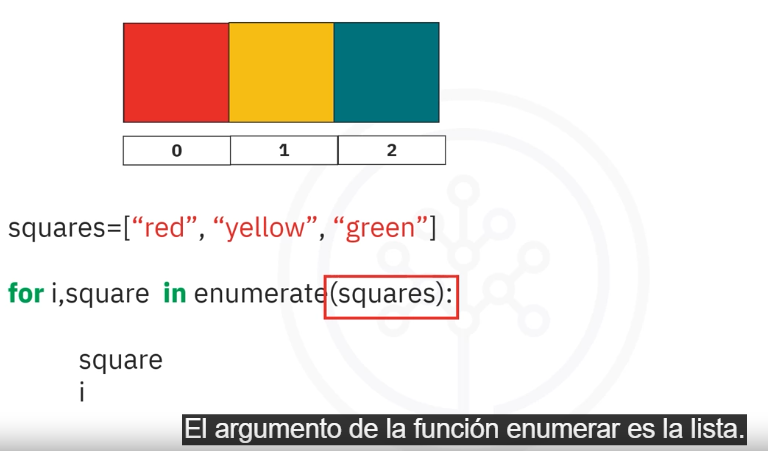 0 1 2
squares=[“red”, “yellow”, “green”]
for i,square in enumerate(squares):
square
i
El argumento de la función enumerar es la lista.